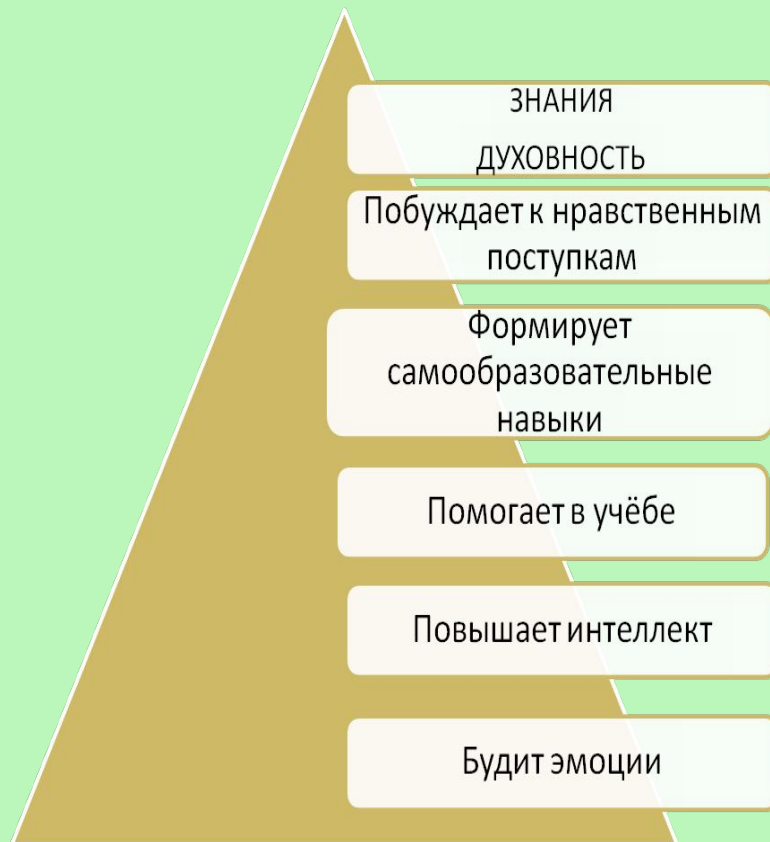 ЗНАНИЯ
ДУХОВНОСТЬ
Побуждает к нравственным
поступкам
Формирует
самообразовательные
навыки
Помогает в учёбе
Повышает интеллект
Будит эмоции